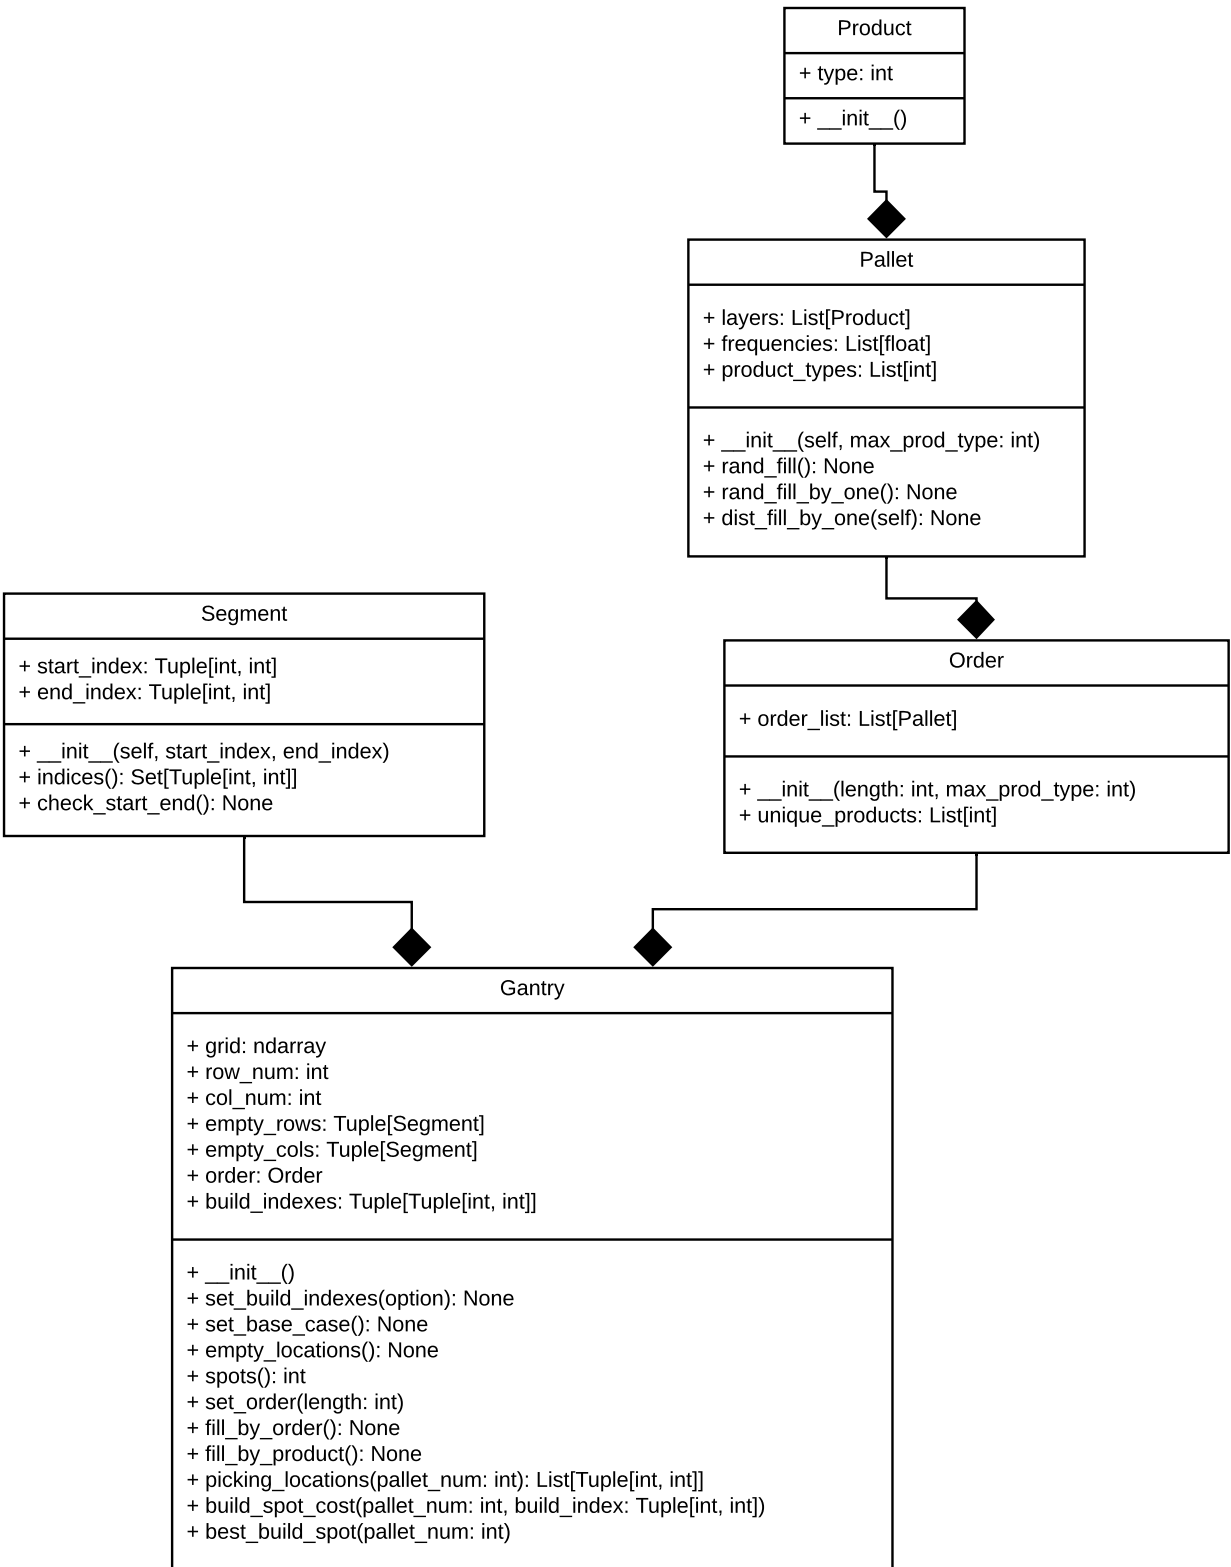 Product
+ type: int
+ __init__()
Pallet
+ layers: List[Product]
+ frequencies: List[float]
+ product_types: List[int]
+ __init__(self, max_prod_type: int)
+ rand_fill(): None
+ rand_fill_by_one(): None
+ dist_fill_by_one(self): None
Segment
+ start_index: Tuple[int, int]
+ end_index: Tuple[int, int]
+ __init__(self, start_index, end_index)
+ indices(): Set[Tuple[int, int]]
+ check_start_end(): None
Order
+ order_list: List[Pallet]
+ __init__(length: int, max_prod_type: int)
+ unique_products: List[int]
Gantry
+ grid: ndarray
+ row_num: int
+ col_num: int
+ empty_rows: Tuple[Segment]
+ empty_cols: Tuple[Segment]
+ order: Order
+ build_indexes: Tuple[Tuple[int, int]]
+ __init__()
+ set_build_indexes(option): None
+ set_base_case(): None
+ empty_locations(): None
+ spots(): int
+ set_order(length: int)
+ fill_by_order(): None
+ fill_by_product(): None
+ picking_locations(pallet_num: int): List[Tuple[int, int]]
+ build_spot_cost(pallet_num: int, build_index: Tuple[int, int])
+ best_build_spot(pallet_num: int)